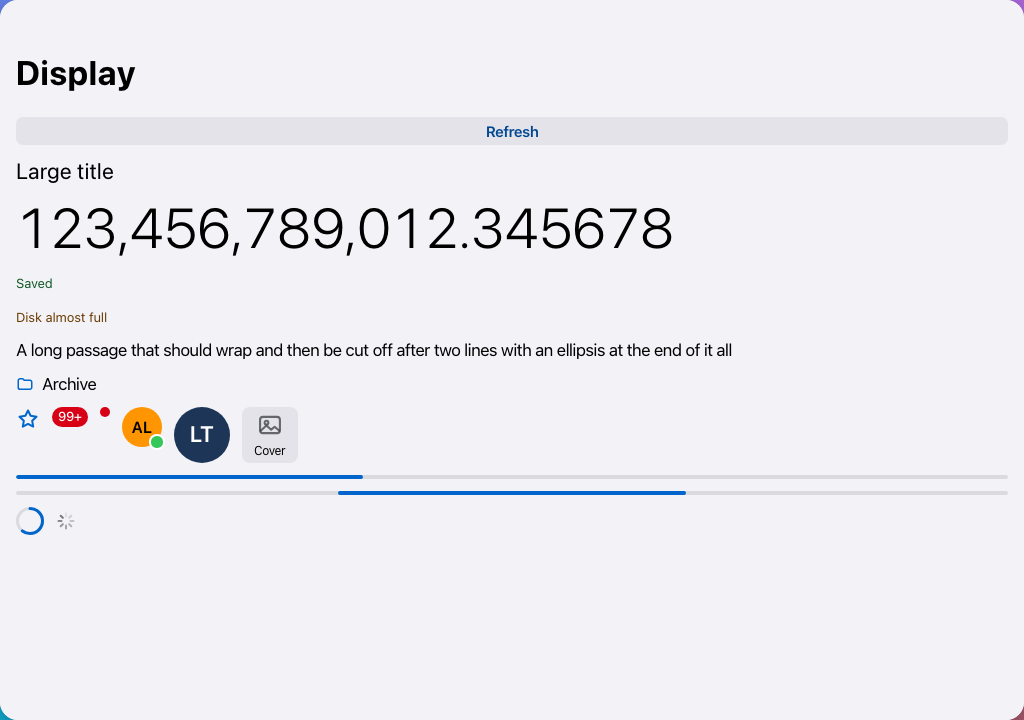 Display
Refresh
Large title
123,456,789,012.345678
Saved
Disk almost full
A long passage that should wrap and then be cut off after two lines with an ellipsis at the end of it all
Archive
99+
AL
LT
Cover